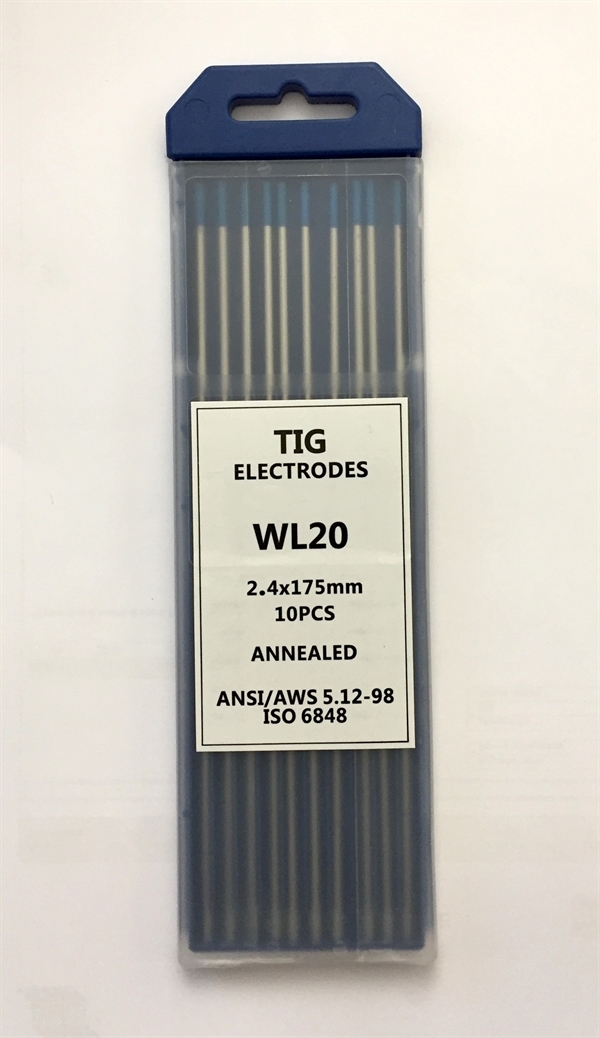 TIG
ELECTRODES
WL20
2.4x175mm
10PCS
ANNEALED
ANSI/AWS 5.12-98
ISO 6848